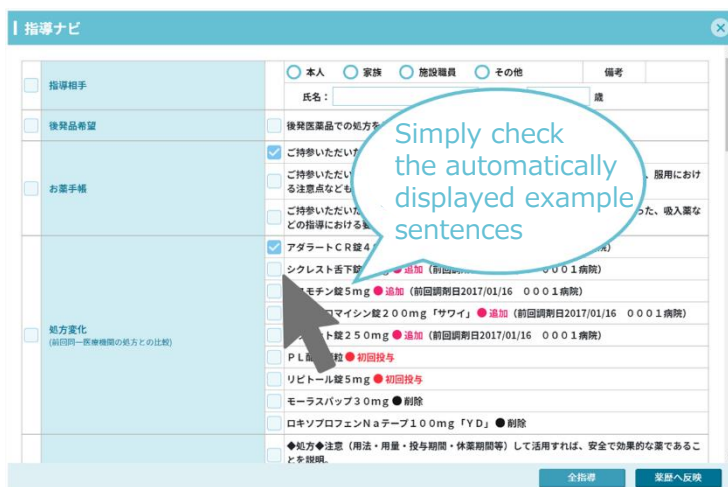 指導ナビ
指導相手
本人 家族 施設職員 その他 備考
氏名： 歳
後発品希望
後発医薬品での処方を
お薬手帳
ご持参いただいた
ご持参いただい 、服用におけ
る注意点なども
ご持参いただいた った、吸入薬な
どの指導における
Simply check
the automatically
displayed example
sentences
処方変化
(前回同一医療機関の処方との比較)
アダラートＣＲ錠４
シクレスト舌下錠 ｍｇ ●追加（前回調剤 ０００１病院）
モチン錠５ｍｇ ●追加（前回調剤日2017/01/16 ０００１病院）
ロマイシン錠２００ｍｇ「サワイ」 ●追加（前回調剤日2017/01/16 ０００１病院）
ト錠２５０ｍｇ ●追加（前回調剤日2017/01/16 ０００１病院）
ＰＬ 粒 ●初回投与
リピトール錠５ｍｇ ●初回投与
モーラスパップ３０ｍｇ ●削除
ロキソプロフェンＮａテープ１００ｍｇ「ＹＤ」 ●削除
◆処方◆注意（用法・用量・投与期間・休薬期間等）して活用すれば、安全で効果的な薬であるこ
とを説明。
全指導 薬歴へ反映